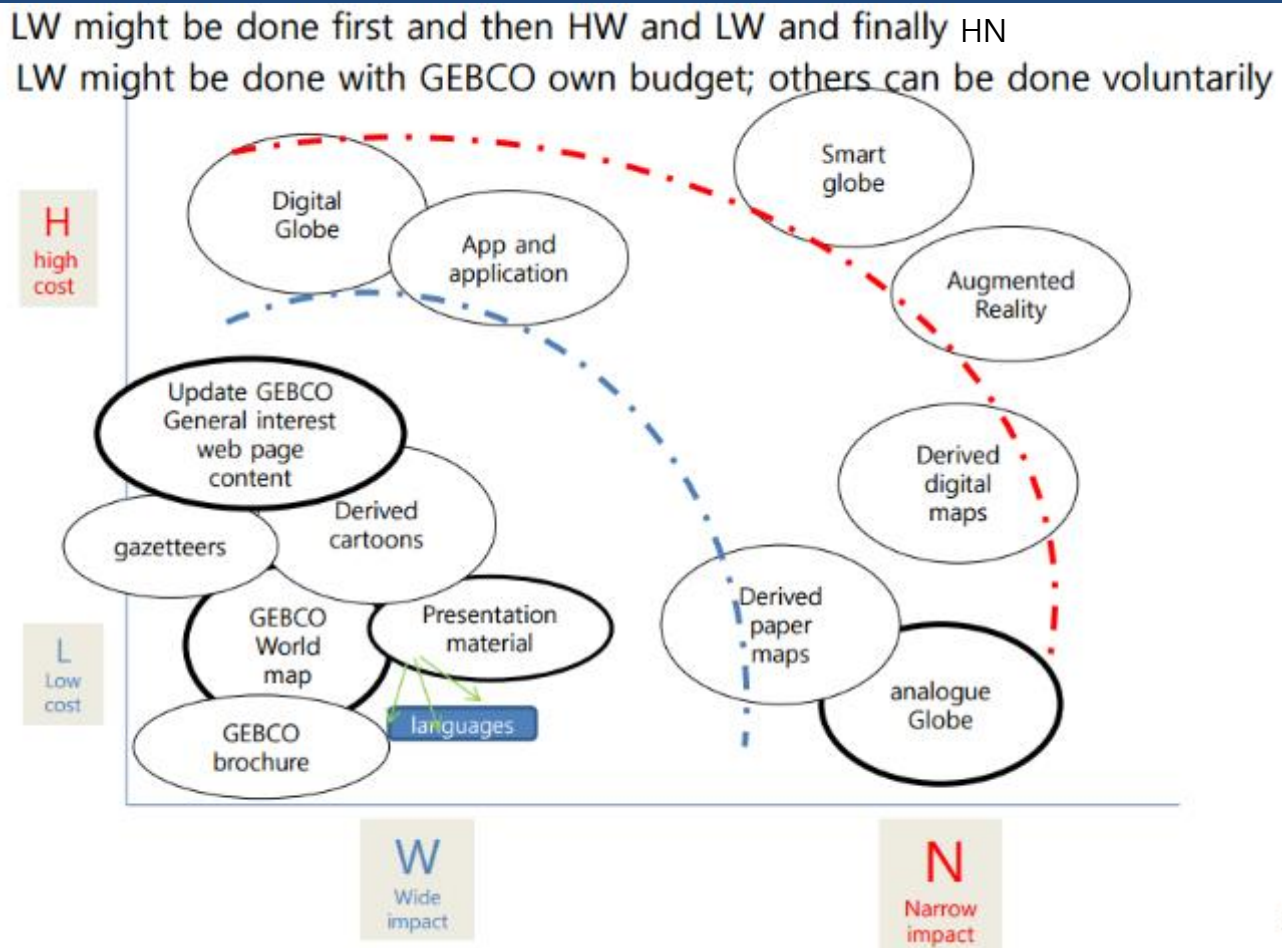 LW might be done first and then HW and LW and finally HN
LW might be done with GEBCO own budget; others can be done voluntarily
Smart
globe
Digital
Globe
App and
application
H
high
cost
Augmented
Reality
Update GEBCO
General interest
web page
content
Derived
digital
maps
Derived
cartoons
gazetteers
GEBCO
World
map
Presentation
material
Derived
paper
maps
L
Low
cost
analogue
Globe
languages
GEBCO
brochure
W
Wide
impact
N
Narrow
impact